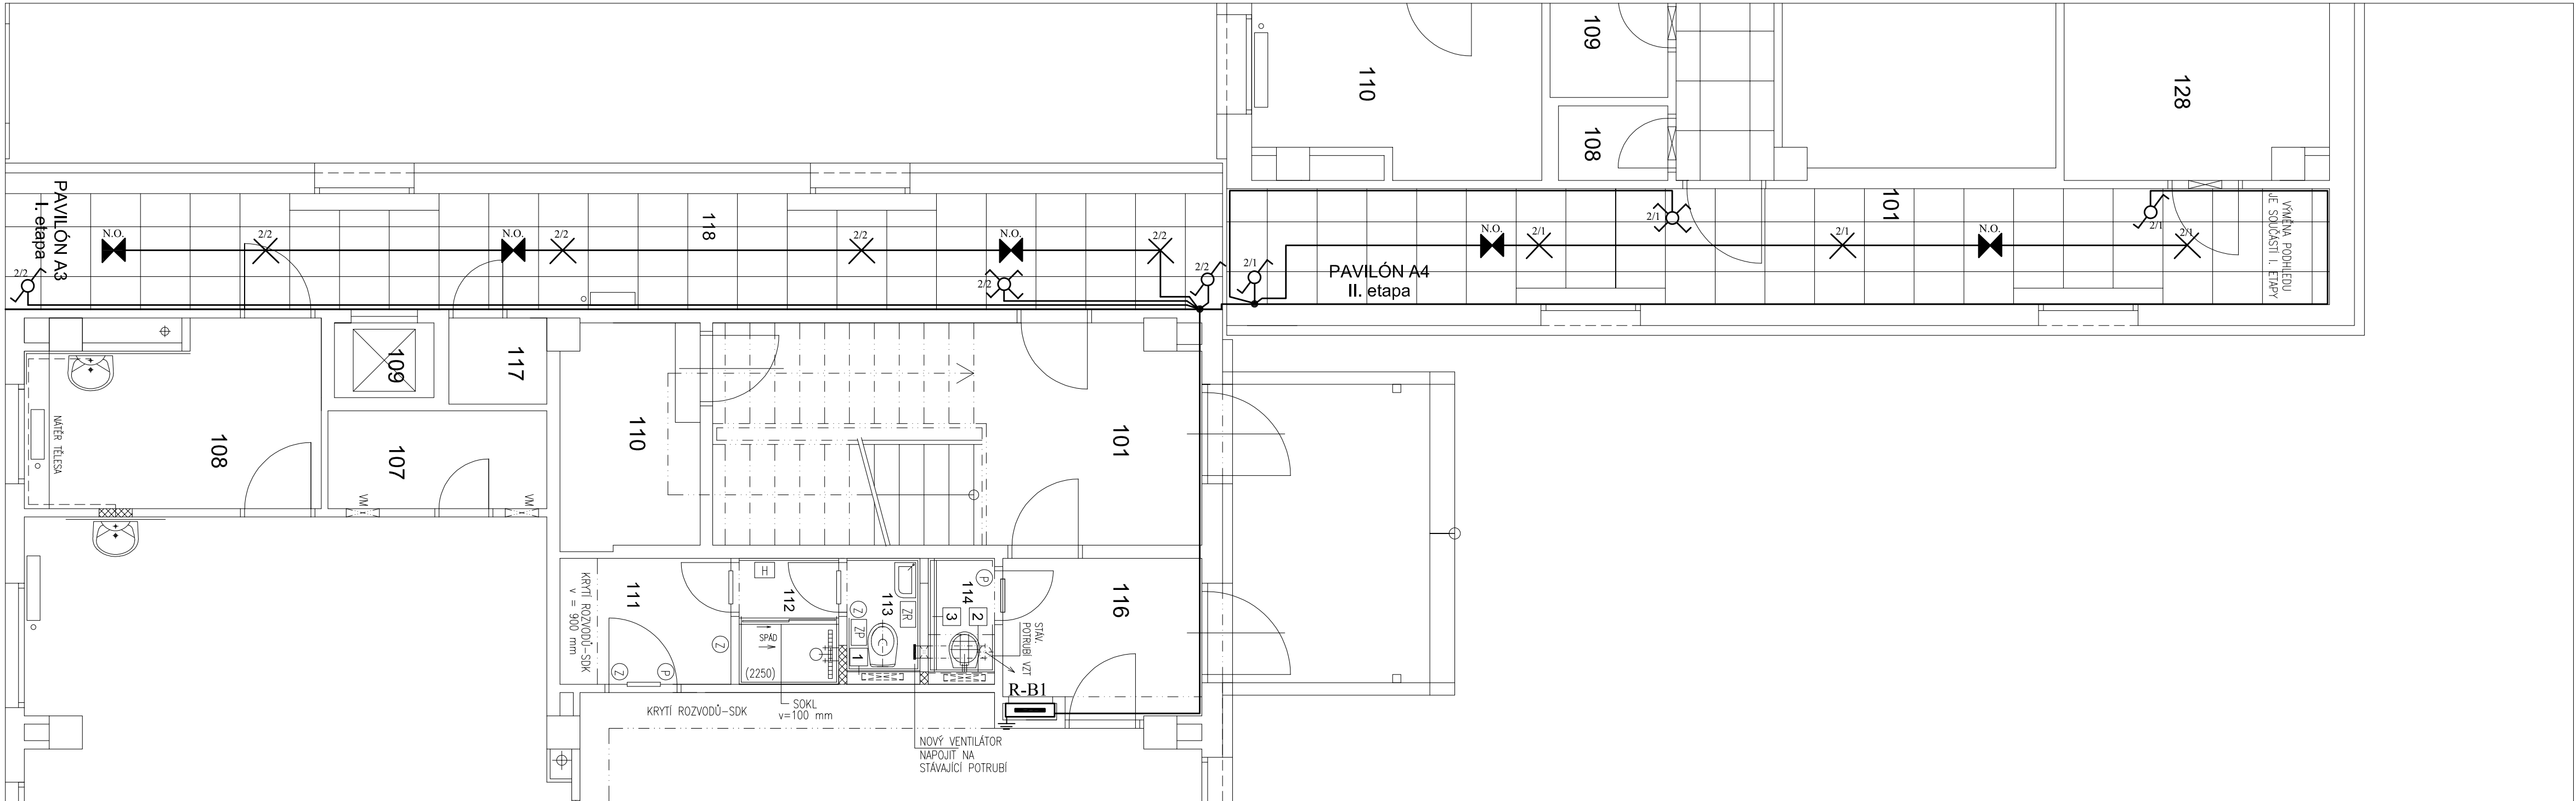 110
109
108
128
PAVILÓN A3
I. etapa
N.O.
2/2
N.O.
2/2
118
2/2
N.O.
2/2
2/2
2/2
2/2
2/1
PAVILÓN A4
II. etapa
N.O.
2/1
2/1
2/1
101
N.O.
2/1
2/1
VÝMĚNA PODHLEDU
JE SOUČÁSTÍ I. ETAPY
109
117
NÁTĚR TĚLESA
108
107
VM
VM
110
101
KRYTÍ ROZVODŮ-SDK
v = 900 mm
111
Z
P
Z
H
112
SPÁD
(2250)
113
Z
ZP
ZR
1
114
P
3
2
STÁV.
POTRUBÍ VZT
116
R-B1
KRYTÍ ROZVODŮ-SDK
SOKL
v=100 mm
NOVÝ VENTILÁTOR
NAPOJIT NA
STÁVAJÍCÍ POTRUBÍ